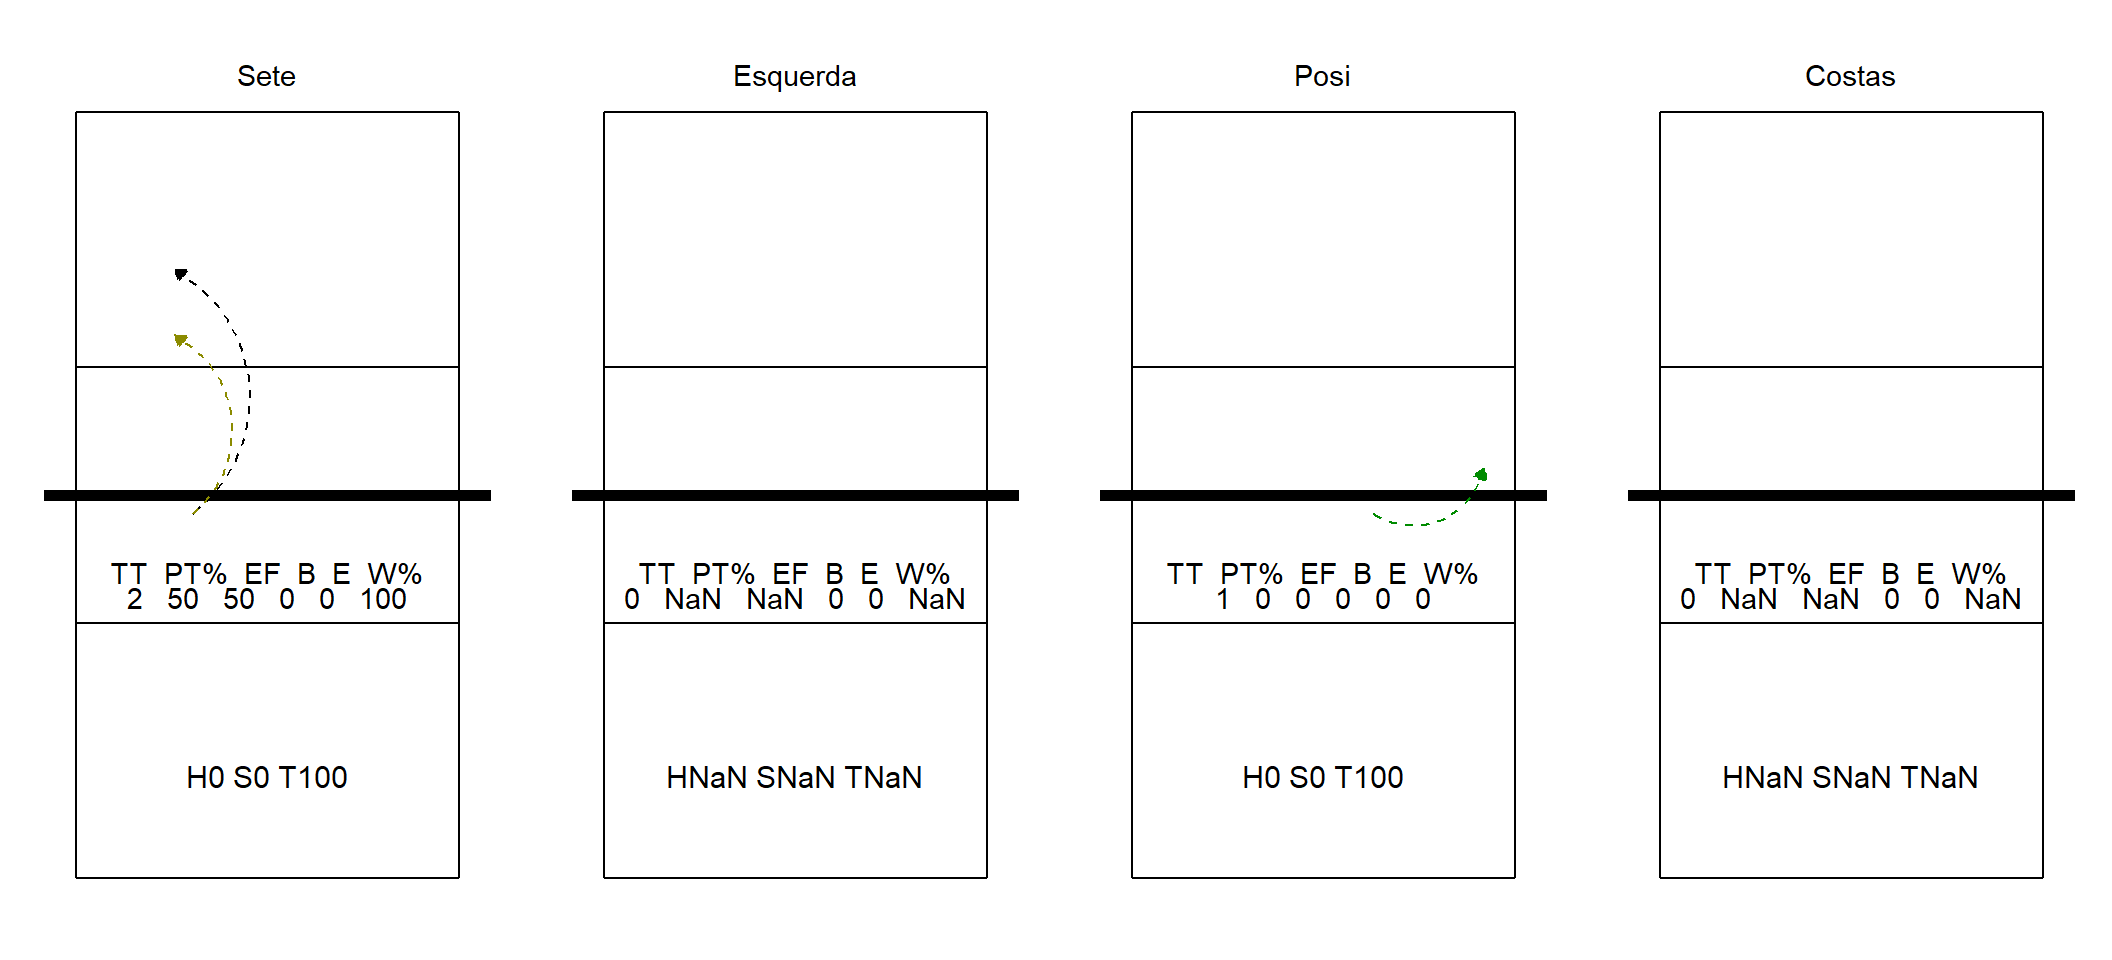 Sete
TT PT% EF B E W%
2 50 50 0 0 100
H0 S0 T100
Esquerda
TT PT% EF B E W%
0 NaN NaN 0 0 NaN
HNaN SNaN TNaN
Posi
TT PT% EF B E W%
1 0 0 0 0 0
H0 S0 T100
Costas
TT PT% EF B E W%
0 NaN NaN 0 0 NaN
HNaN SNaN TNaN